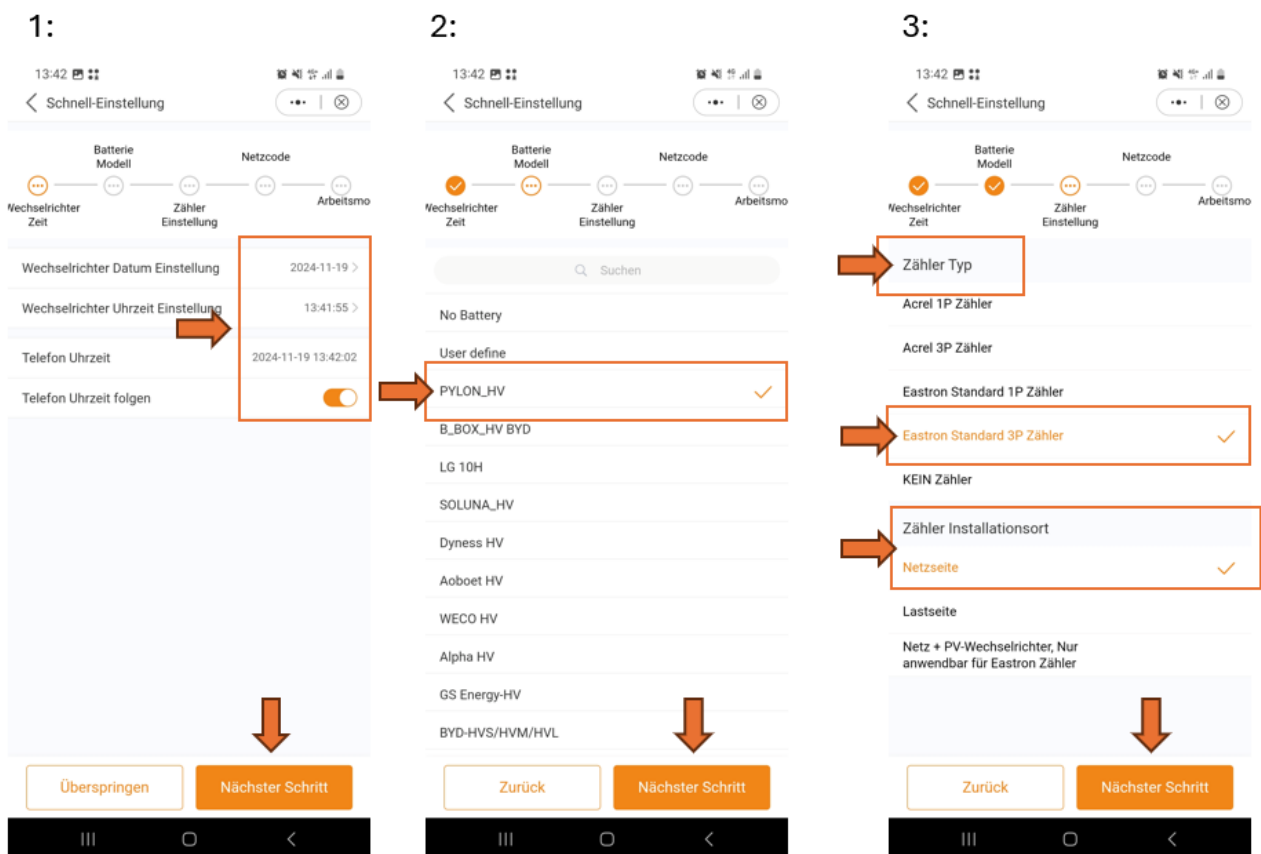 1:
13:42
Schnell-Einstellung
Batterie
Modell
Netzcode
Wechselrichter
Zeit
Zähler
Einstellung
Arbeitsmo
Wechselrichter Datum Einstellung 2024-11-19
Wechselrichter Uhrzeit Einstellung 13:41:55
Telefon Uhrzeit 2024-11-19 13:42:02
Telefon Uhrzeit folgen
Überspringen
Nächster Schritt
2:
13:42
Schnell-Einstellung
Batterie
Modell
Netzcode
Wechselrichter
Zeit
Zähler
Einstellung
Arbeitsmo
Suchen
No Battery
User define
PYLON_HV
B_BOX_HV BYD
LG 10H
SOLUNA_HV
Dyness HV
Aoboet HV
WECO HV
Alpha HV
GS Energy-HV
BYD-HVS/HVM/HVL
Zurück
Nächster Schritt
3:
13:42
Schnell-Einstellung
Batterie
Modell
Netzcode
Wechselrichter
Zeit
Zähler
Einstellung
Arbeitsmo
Zähler Typ
Acrel 1P Zähler
Acrel 3P Zähler
Eastron Standard 1P Zähler
Eastron Standard 3P Zähler
KEIN Zähler
Zähler Installationsort
Netzseite
Lastseite
Netz + PV-Wechselrichter, Nur
anwendbar für Eastron Zähler
Zurück
Nächster Schritt